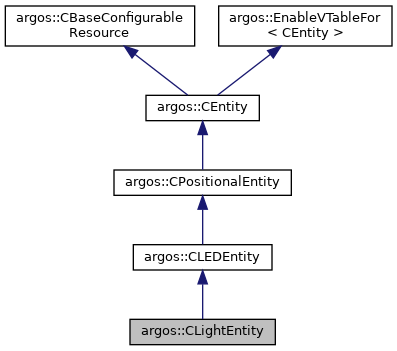 argos::CBaseConfigurable
Resource
argos::EnableVTableFor
< CEntity >
argos::CEntity
argos::CPositionalEntity
argos::CLEDEntity
argos::CLightEntity